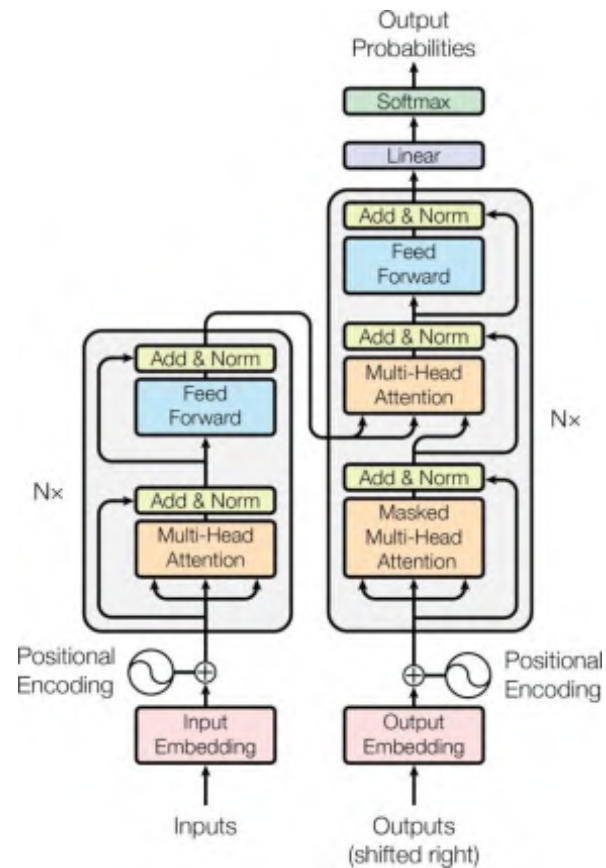 Output
Probabilities
Softmax
Linear
Add & Norm
Feed
Forward
Add & Norm
Multi-Head
Attention
Add & Norm
Masked
Multi-Head
Attention
N×
Add & Norm
Feed
Forward
Add & Norm
Multi-Head
Attention
N×
Positional
Encoding
Positional
Encoding
Input
Embedding
Output
Embedding
Inputs
Outputs
(shifted right)